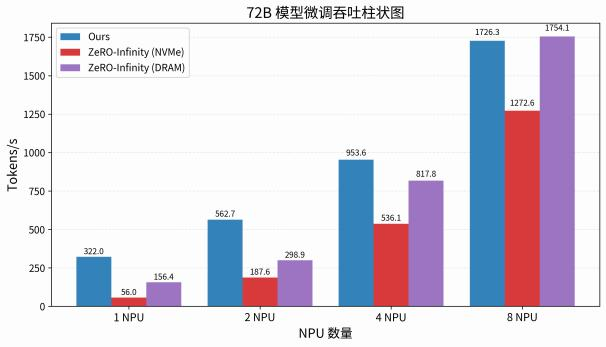 72B 模型微调吞吐柱状图
Ours
ZeRO-Infinity (NVMe)
ZeRO-Infinity (DRAM)
Tokens/s
1750
1500
1250
1000
750
500
250
0
322.0
56.0
156.4
562.7
187.6
298.9
953.6
536.1
817.8
1726.3
1272.6
1754.1
1 NPU
2 NPU
4 NPU
8 NPU
NPU 数量